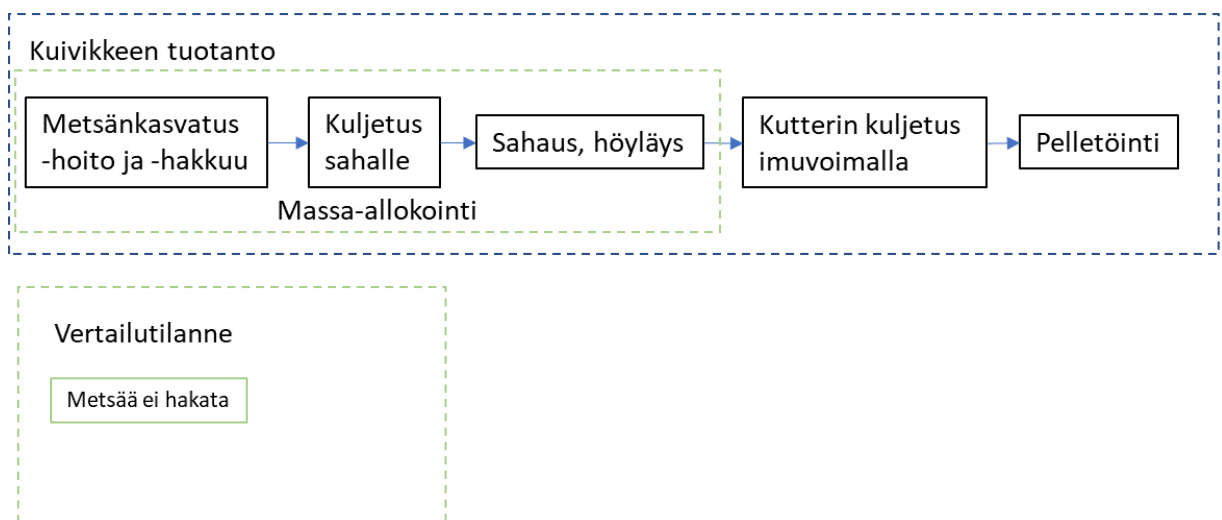 Kuivikkeen tuotanto
Metsänkasvatus
-hoito ja -hakkuu
Kuljetus
sahalle
Sahaus, höyläys
Kutterin kuljetus
imuvoimalla
Pelletöinti
Massa-allokointi
Vertailutilanne
Metsää ei hakata